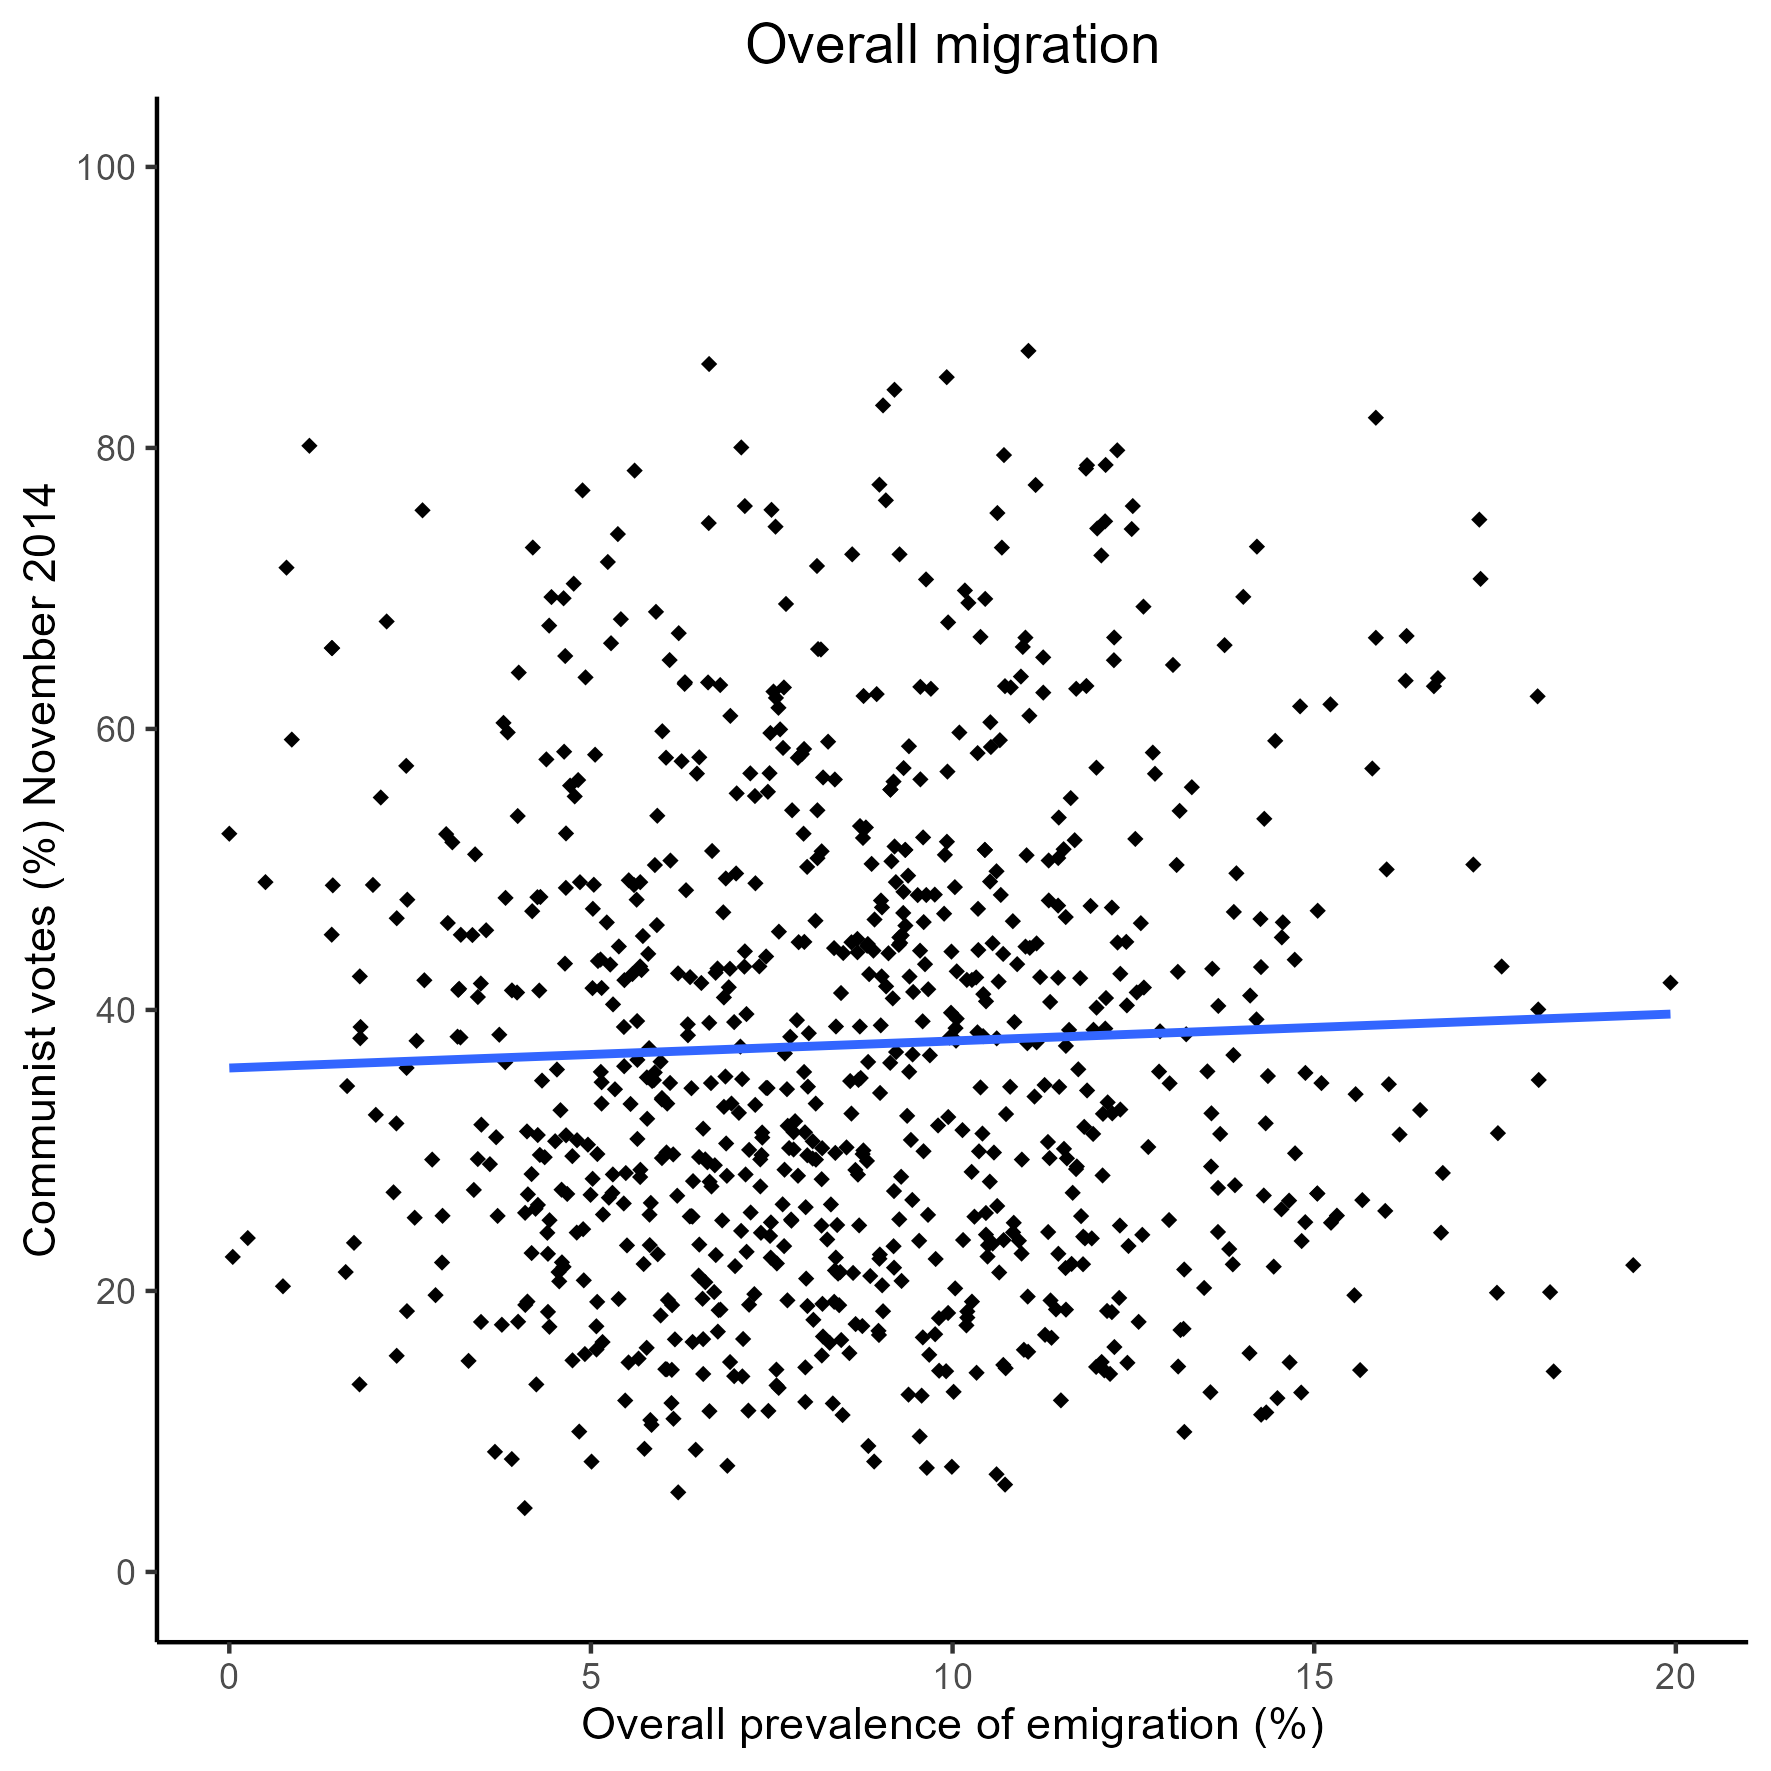 Overall migration
Communist votes (%) November 2014
100
80
60
40
20
0
0 5 10 15 20
Overall prevalence of emigration (%)